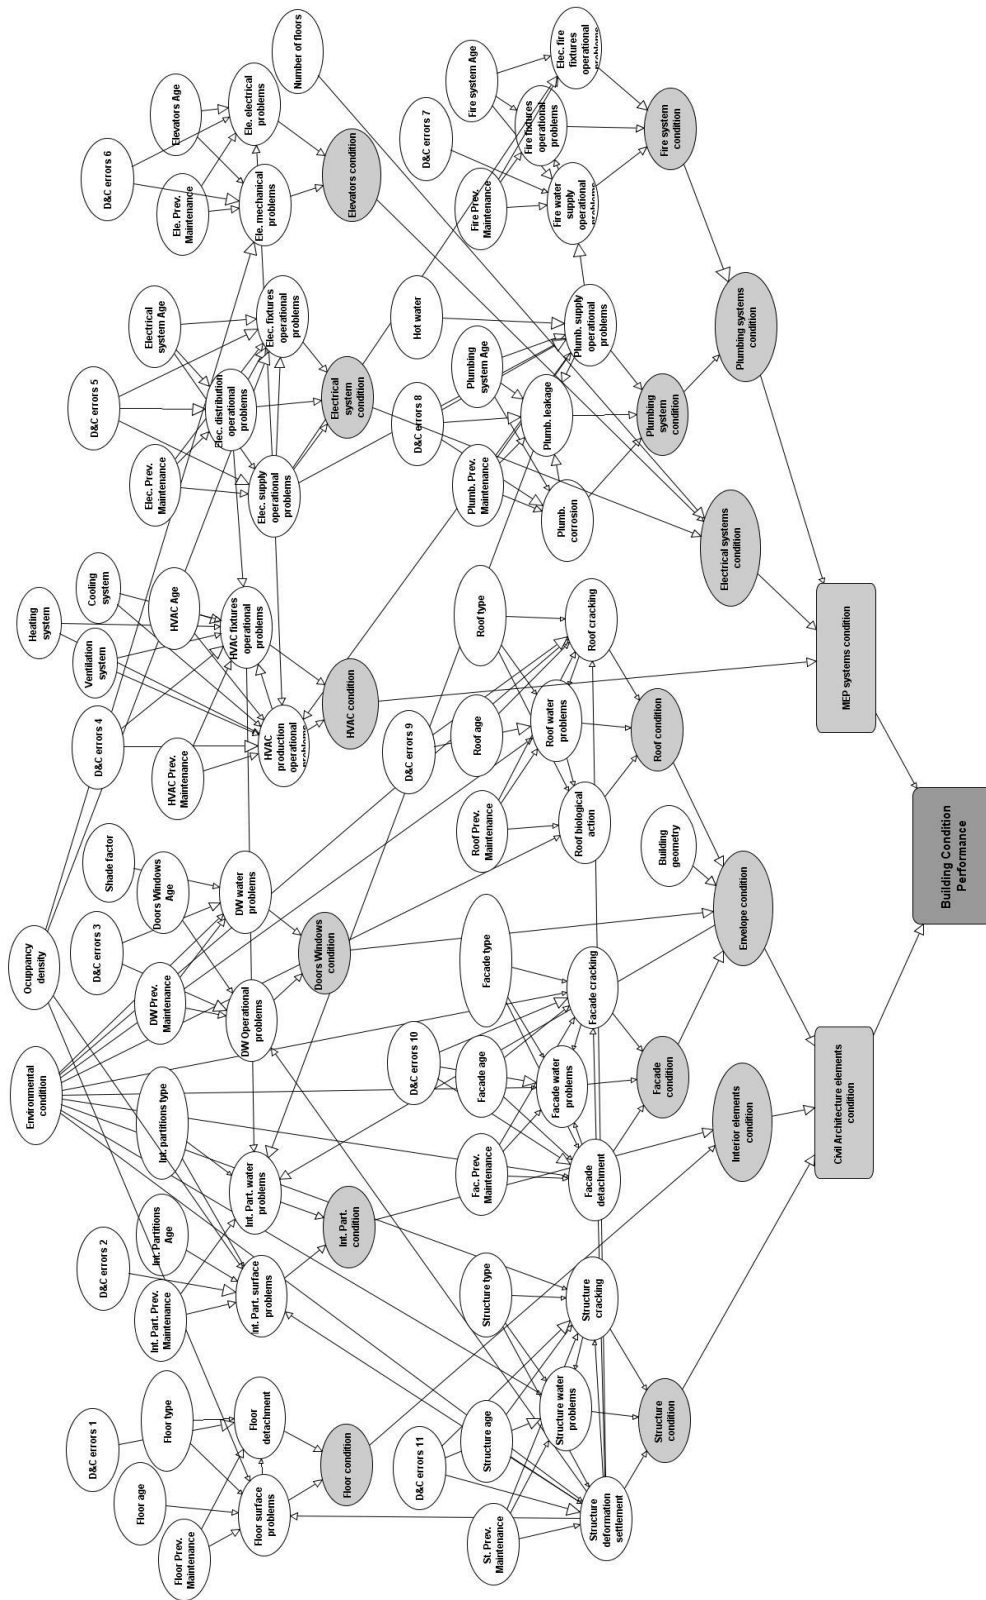 Environmental
condition
Ocuppancy
density
D&C errors 1
Floor type
Floor age
Floor Prev.
Maintenance
Floor surface
problems
Floor
detachment
Floor condition
D&C errors 2
Int. partitions type
Int. Partitions
Age
Int. Part. Prev.
Maintenance
Int. Part. surface
problems
Int. Part. water
problems
Int. Part.
condition
D&C errors 3
Shade factor
Doors Windows
Age
DW Prev.
Maintenance
DW Operational
problems
DW water
problems
Doors Windows
condition
D&C errors 4
Heating
system
Ventilation
system
Cooling
system
HVAC Age
HVAC Prev.
Maintenance
HVAC fixtures
operational
problems
HVAC
production
operational
problems
HVAC condition
D&C errors 5
Electrical
system Age
Elec. Prev.
Maintenance
Elec. distribution
operational
problems
Elec. supply
operational
problems
Elec. fixtures
operational
problems
Electrical
system
condition
D&C errors 6
Elevators Age
Ele. Prev.
Maintenance
Ele. mechanical
problems
Ele. electrical
problems
Elevators condition
Number of floors
D&C errors 11
Structure type
Structure age
St. Prev.
Maintenance
Structure
deformation
settlement
Structure water
problems
Structure
cracking
Structure
condition
D&C errors 10
Facade type
Facade age
Fac. Prev.
Maintenance
Facade
detachment
Facade water
problems
Facade cracking
Facade
condition
D&C errors 9
Roof type
Roof age
Roof Prev.
Maintenance
Roof biological
action
Roof water
problems
Roof cracking
Roof condition
D&C errors 8
Hot water
Plumbing
system Age
Plumb. Prev.
Maintenance
Plumb.
corrosion
Plumb. leakage
Plumb. supply
operational
problems
Plumbing
system
condition
D&C errors 7
Fire system Age
Fire Prev.
Maintenance
Fire water
supply
operational
problems
Fire fixtures
operational
problems
Elec. fire
fixtures
operational
problems
Fire system
condition
Building
geometry
Interior elements
condition
Envelope condition
Electrical systems
condition
Plumbing systems
condition
Civil Architecture elements
condition
MEP systems condition
Building Condition
Performance